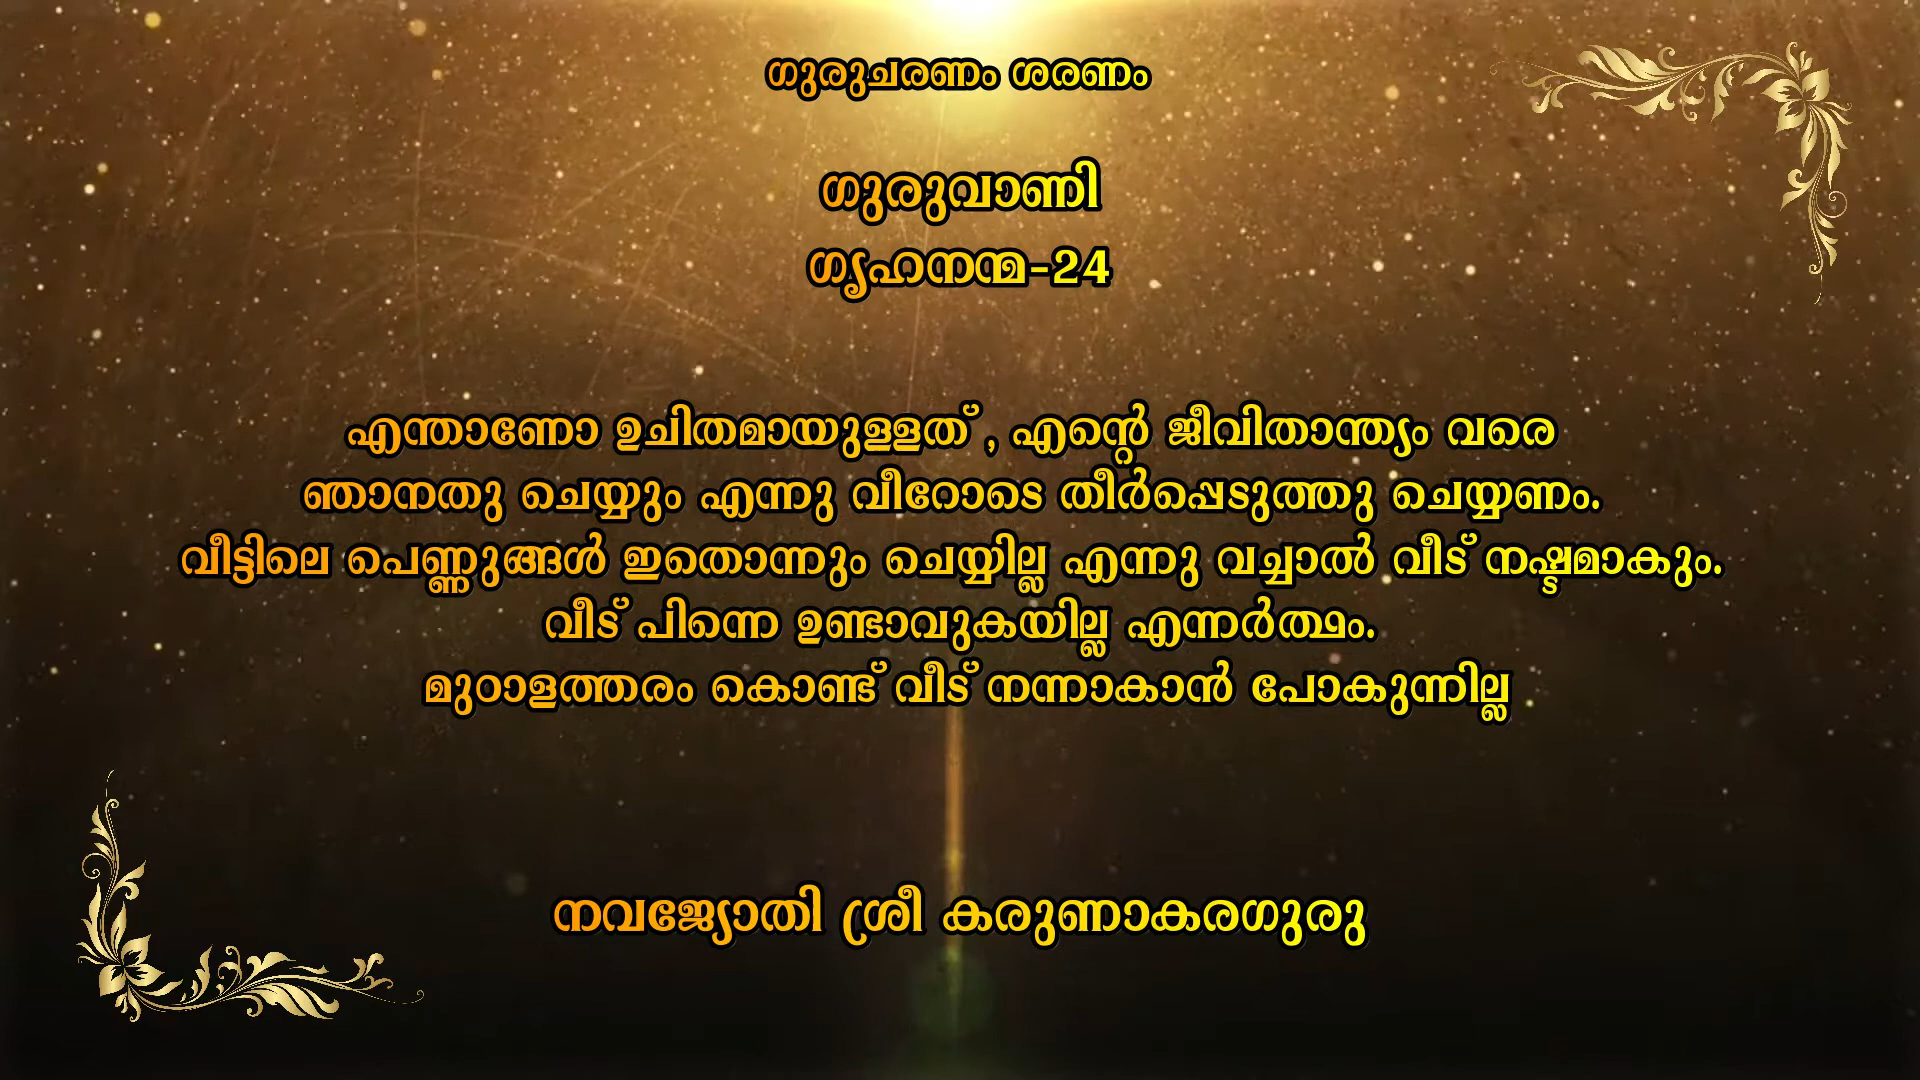 ഗുരുചരണം ശരണം
ഗുരുവാണി
ഗൃഹനന്മ-24
എന്താണോ ഉചിതമായുള്ളത് , എന്റെ ജീവിതാന്ത്യം വരെ
ഞാനതു ചെയ്യും എന്നു വീറോടെ തീർപ്പെടുത്തു ചെയ്യണം.
വീട്ടിലെ പെണ്ണുങ്ങൾ ഇതൊന്നും ചെയ്യില്ല എന്നു വച്ചാൽ വീട് നഷ്ടമാകും.
വീട് പിന്നെ ഉണ്ടാവുകയില്ല എന്നർത്ഥം.
മുഠാളത്തരം കൊണ്ട് വീട് നന്നാകാൻ പോകുന്നില്ല
നവജ്യോതി ശ്രീ കരുണാകരഗുരു